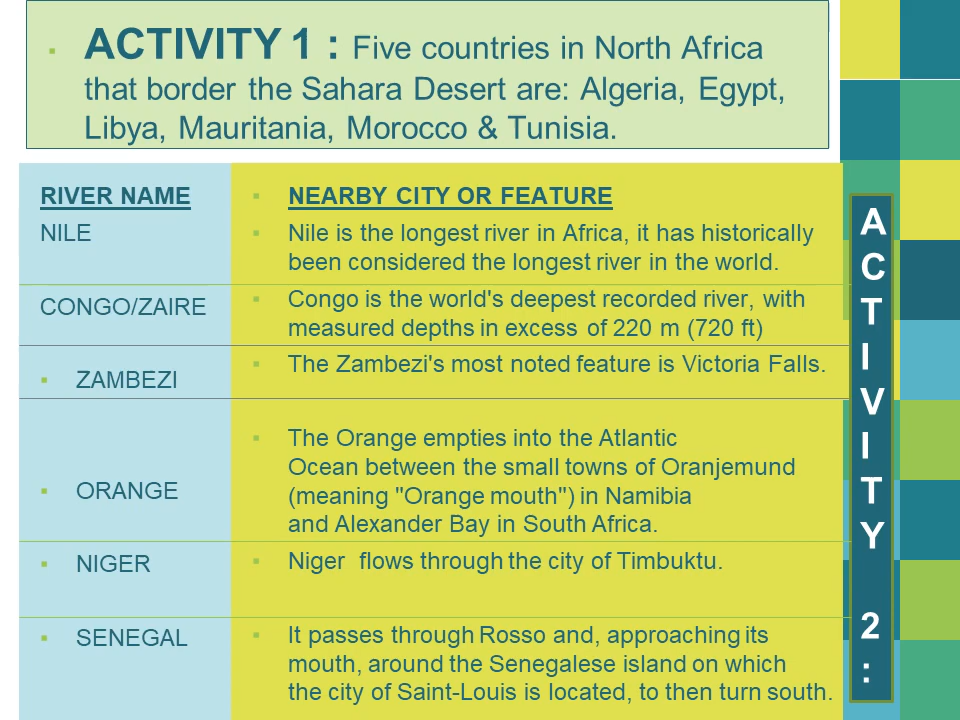 ▪ ACTIVITY 1 : Five countries in North Africa
that border the Sahara Desert are: Algeria, Egypt,
Libya, Mauritania, Morocco & Tunisia.
RIVER NAME
▪ NEARBY CITY OR FEATURE
NILE
▪ Nile is the longest river in Africa, it has historically
been considered the longest river in the world.
CONGO/ZAIRE
▪ Congo is the world's deepest recorded river, with
measured depths in excess of 220 m (720 ft)
▪ ZAMBEZI
▪ The Zambezi's most noted feature is Victoria Falls.
▪ ORANGE
▪ The Orange empties into the Atlantic
Ocean between the small towns of Oranjemund
(meaning "Orange mouth") in Namibia
and Alexander Bay in South Africa.
▪ NIGER
▪ Niger flows through the city of Timbuktu.
▪ SENEGAL
▪ It passes through Rosso and, approaching its
mouth, around the Senegalese island on which
the city of Saint-Louis is located, to then turn south.
ACTIVITY 2 :